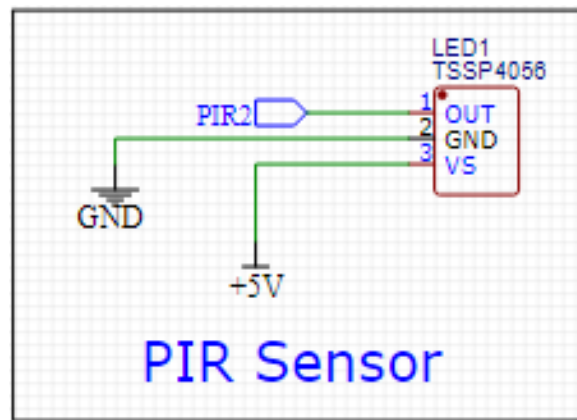 LED1
TSSP4056
PIR2
1 OUT
2 GND
3 VS
GND
+5V
PIR Sensor